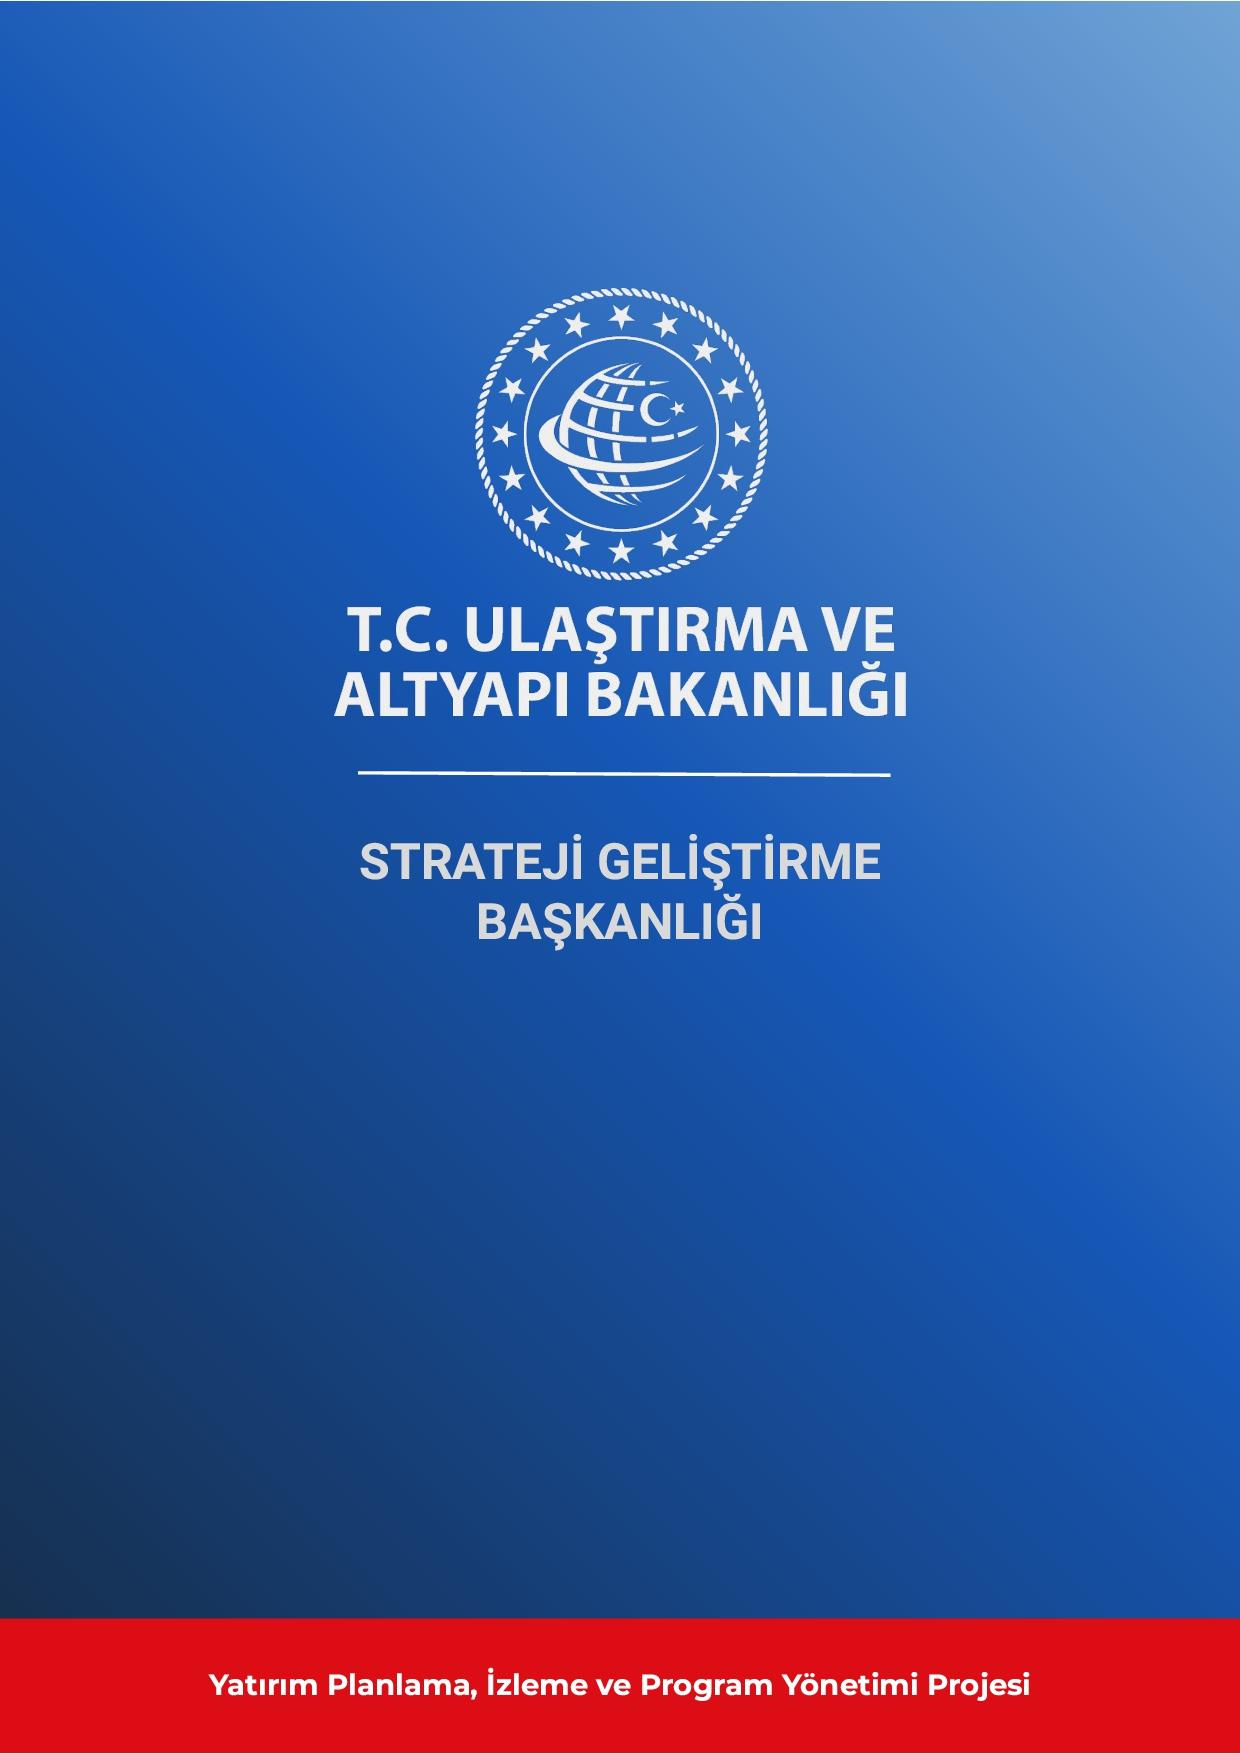 T.C. ULAŞTIRMA VE
ALTYAPI BAKANLIĞI
STRATEJİ GELİŞTİRME
BAŞKANLIĞI
Yatırım Planlama, İzleme ve Program Yönetimi Projesi